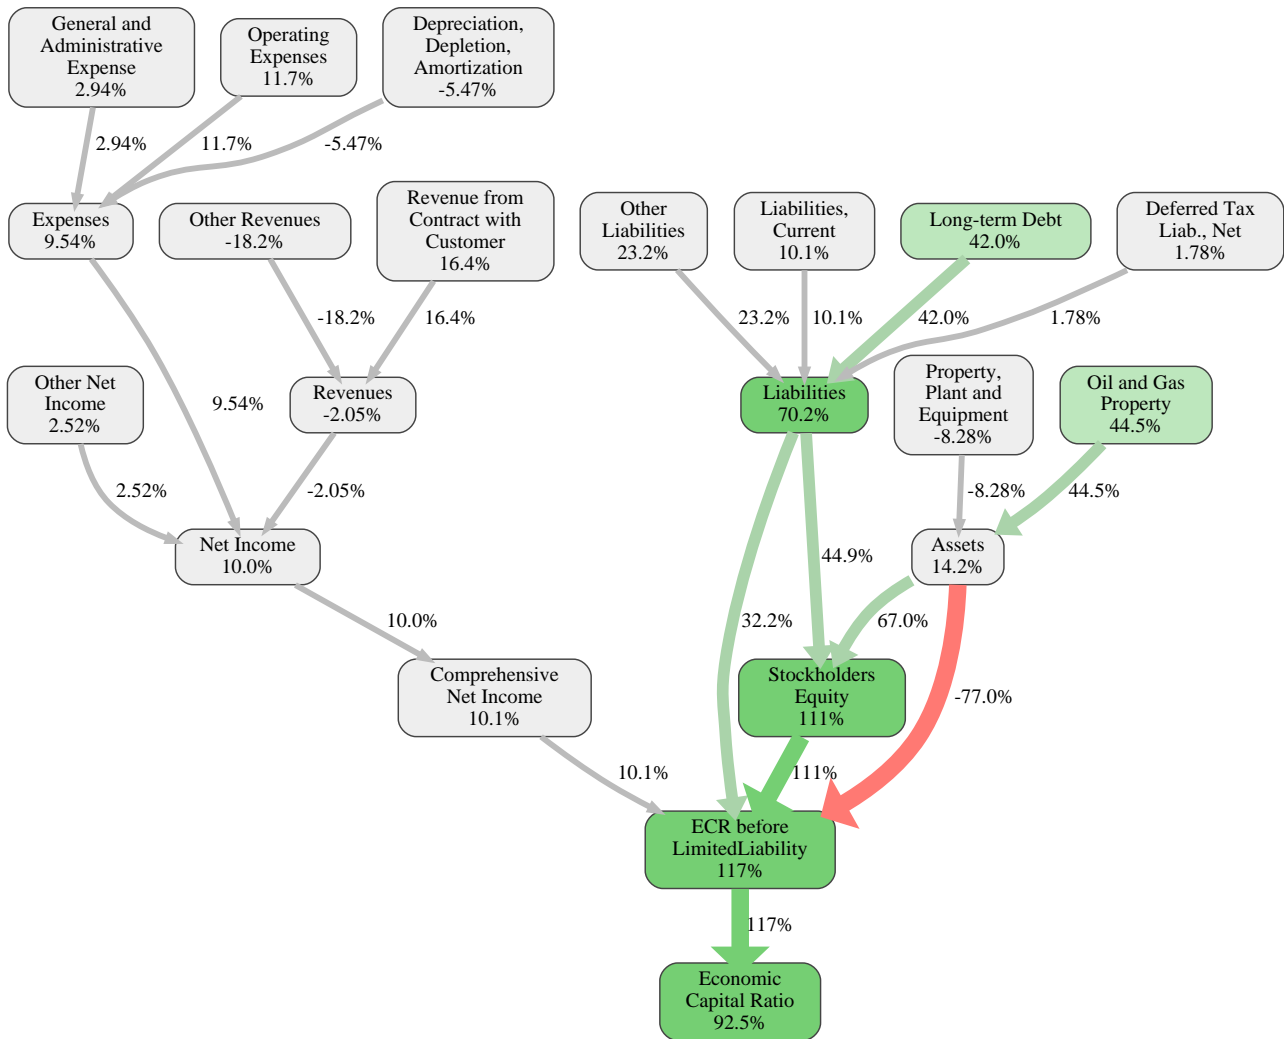 General and
Administrative
Expense
2.94%
Operating
Expenses
11.7%
Depreciation,
Depletion,
Amortization
-5.47%
2.94%
11.7%
-5.47%
Expenses
9.54%
Other Revenues
-18.2%
Revenue from
Contract with
Customer
16.4%
Other
Liabilities
23.2%
Liabilities,
Current
10.1%
Long-term Debt
42.0%
Deferred Tax
Liab., Net
1.78%
-18.2%
16.4%
23.2%
10.1%
42.0%
1.78%
Other Net
Income
2.52%
9.54%
Revenues
-2.05%
Liabilities
70.2%
Property,
Plant and
Equipment
-8.28%
Oil and Gas
Property
44.5%
2.52%
-2.05%
-8.28%
44.5%
Net Income
10.0%
44.9%
Assets
14.2%
10.0%
32.2%
67.0%
Comprehensive
Net Income
10.1%
Stockholders
Equity
111%
-77.0%
10.1%
111%
ECR before
LimitedLiability
117%
117%
Economic
Capital Ratio
92.5%